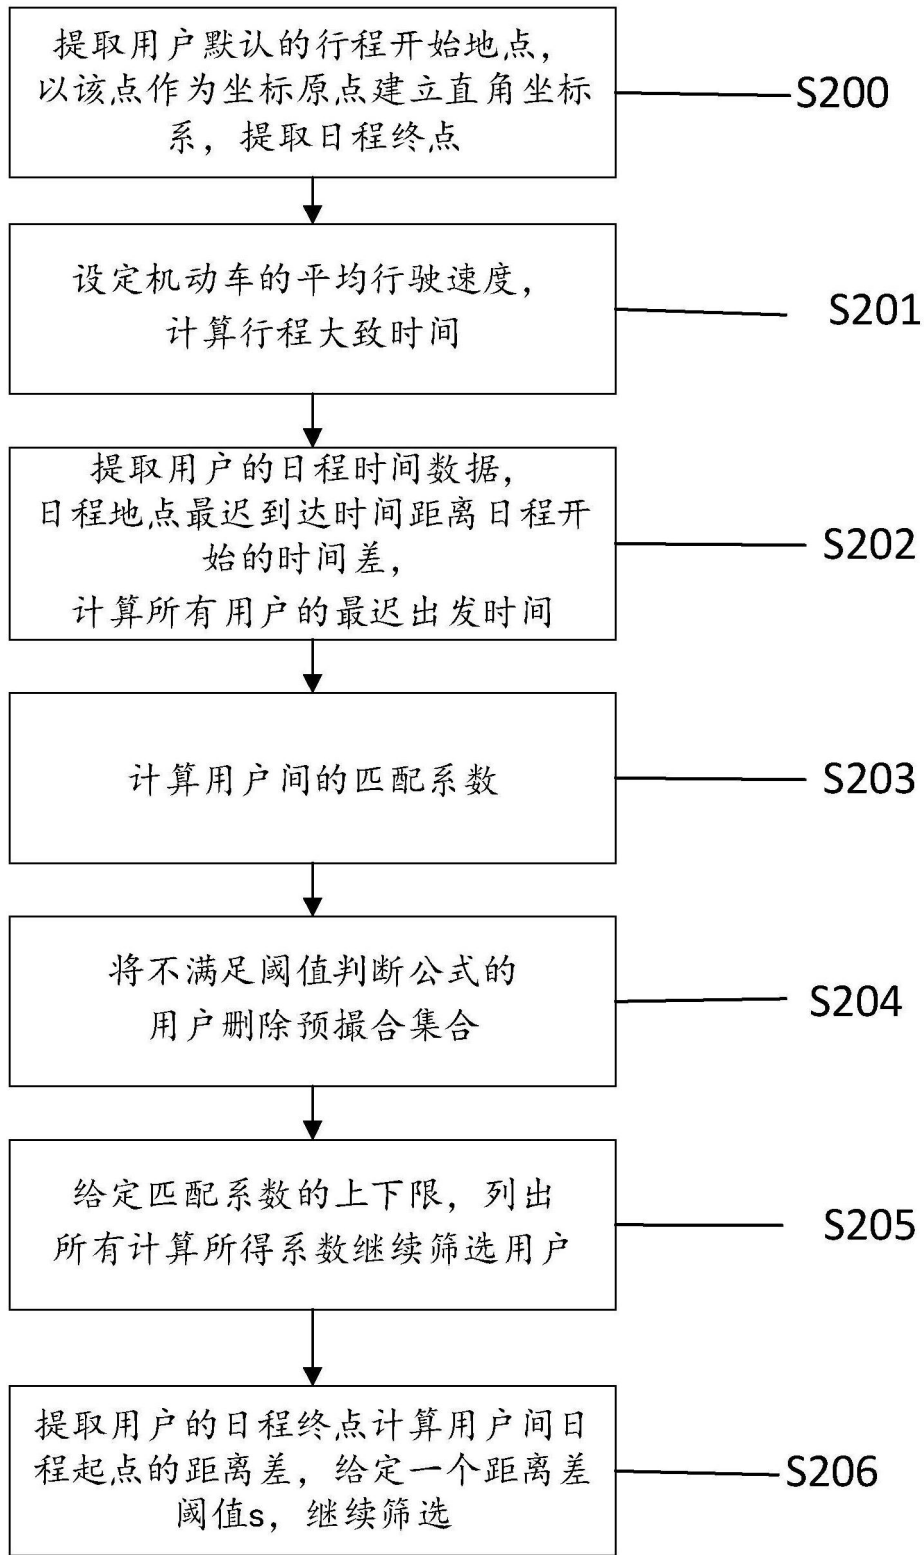 提取用户默认的行程开始地点，
以该点作为坐标原点建立直角坐标
系，提取日程终点
S200
设定机动车的平均行驶速度，
计算行程大致时间
S201
提取用户的日程时间数据，
日程地点最迟到达时间距离日程开
始的时间差，
计算所有用户的最迟出发时间
S202
计算用户间的匹配系数
S203
将不满足阈值判断公式的
用户删除预撮合集合
S204
给定匹配系数的上下限，列出
所有计算所得系数继续筛选用户
S205
提取用户的日程终点计算用户间日
程起点的距离差，给定一个距离差
阈值s，继续筛选
S206